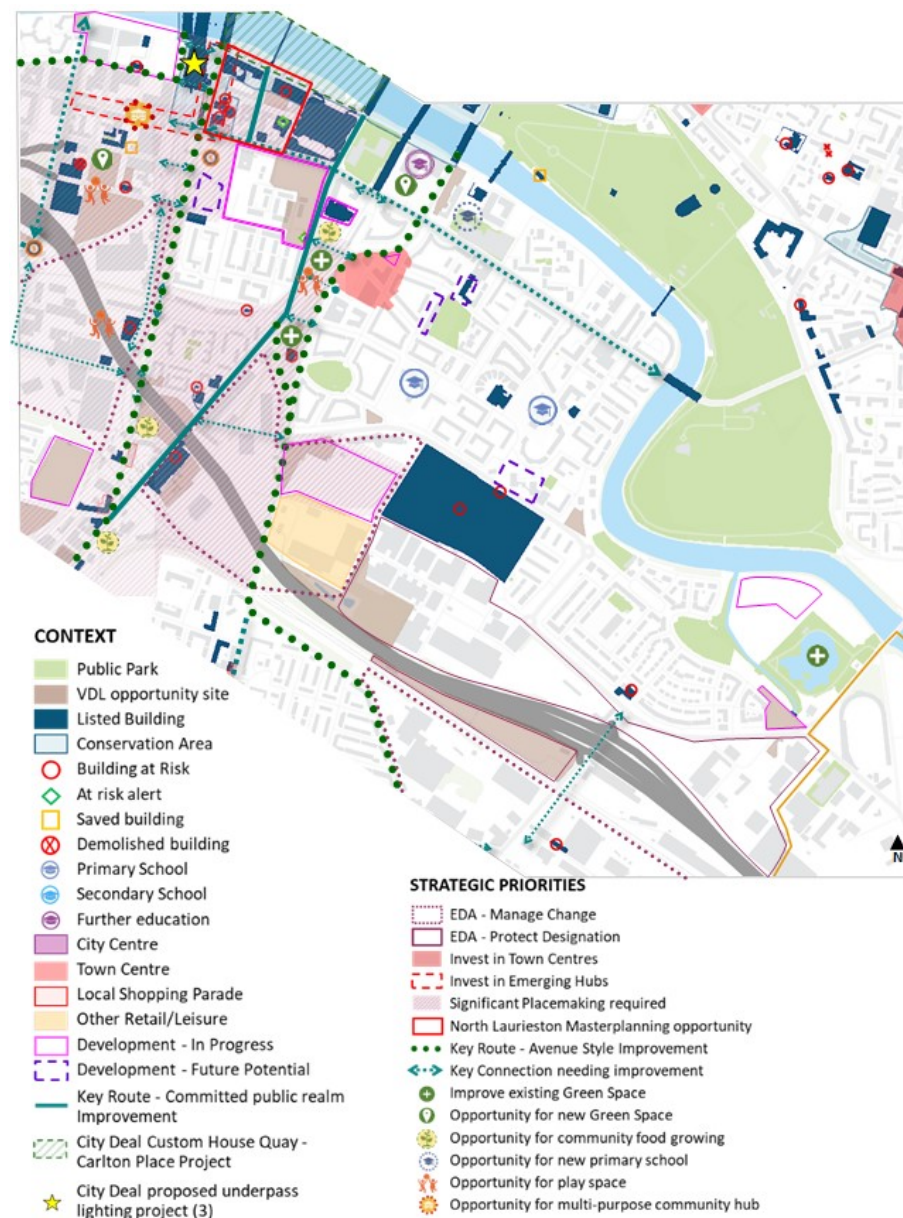 N
CONTEXT
Public Park
VDL opportunity site
Listed Building
Conservation Area
Building at Risk
At risk alert
Saved building
Demolished building
Primary School
Secondary School
Further education
City Centre
Town Centre
Local Shopping Parade
Other Retail/Leisure
Development - In Progress
Development - Future Potential
Key Route - Committed public realm
Improvement
City Deal Custom House Quay -
Carlton Place Project
City Deal proposed underpass
lighting project (3)
STRATEGIC PRIORITIES
EDA - Manage Change
EDA - Protect Designation
Invest in Town Centres
Invest in Emerging Hubs
Significant Placemaking required
North Laurieston Masterplanning opportunity
Key Route - Avenue Style Improvement
Key Connection needing improvement
Improve existing Green Space
Opportunity for new Green Space
Opportunity for community food growing
Opportunity for new primary school
Opportunity for play space
Opportunity for multi-purpose community hub